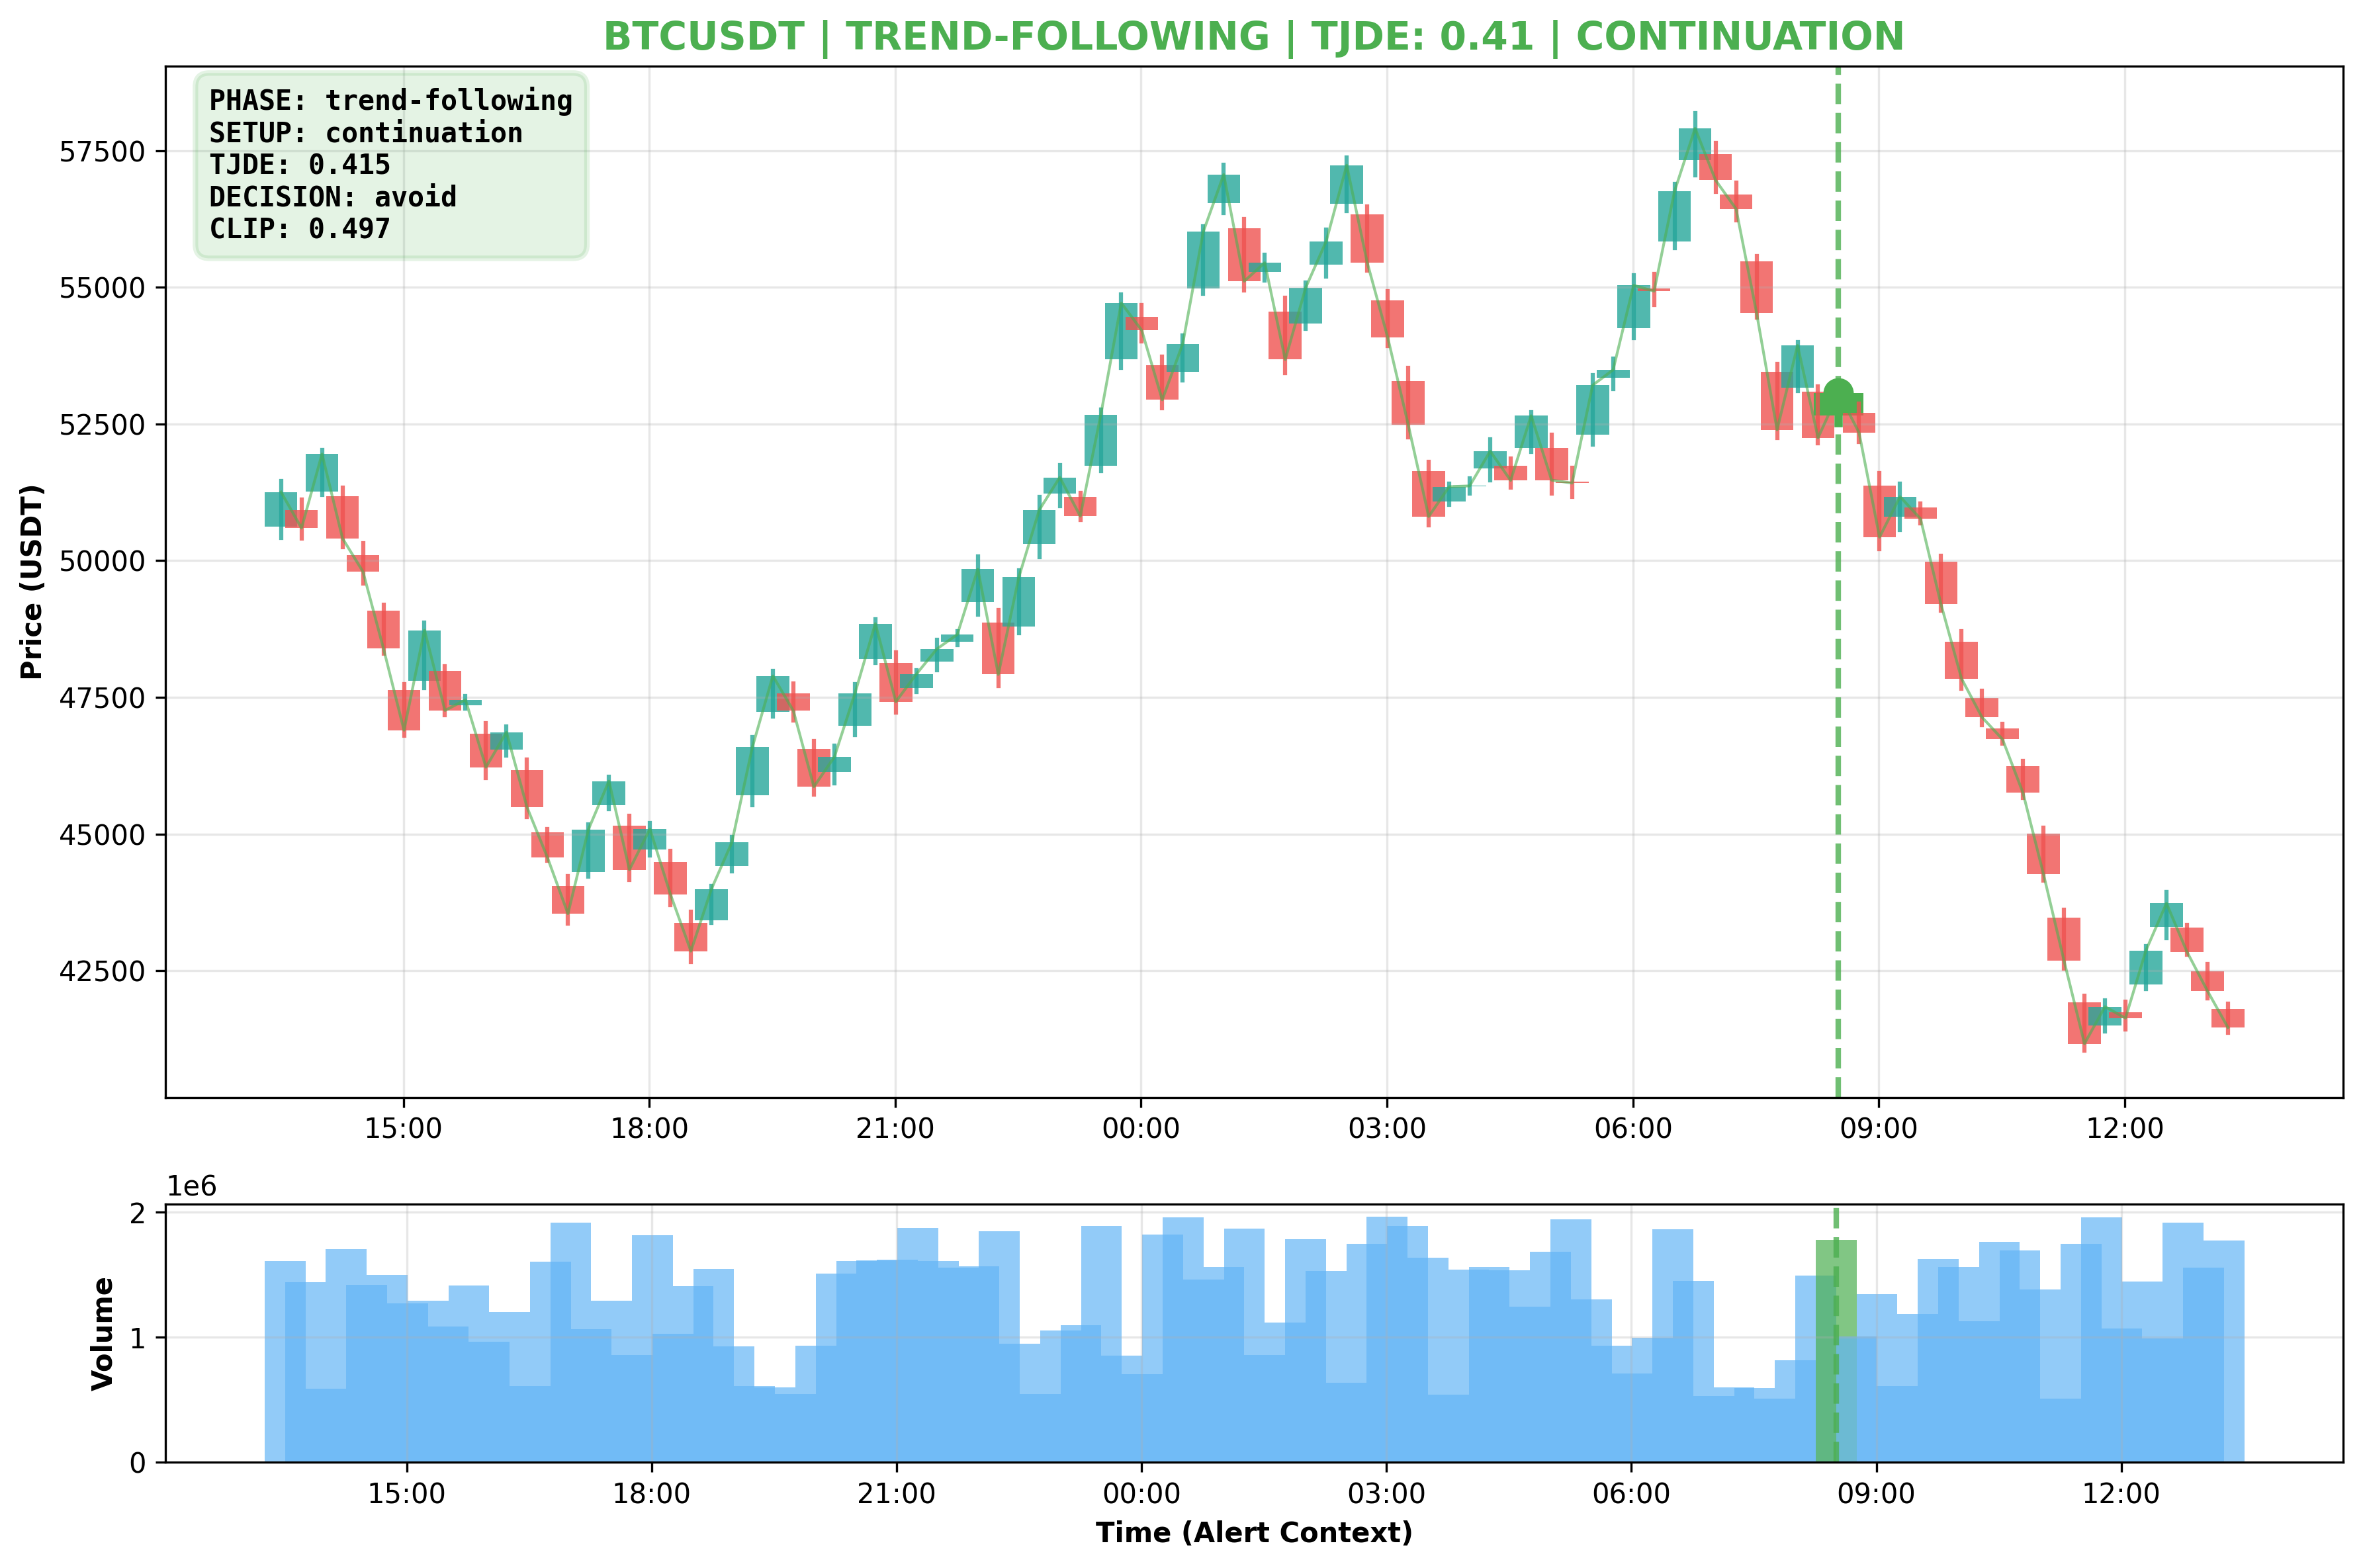 BTCUSDT | TREND-FOLLOWING | TJDE: 0.41 | CONTINUATION
PHASE: trend-following
SETUP: continuation
TJDE: 0.415
DECISION: avoid
CLIP: 0.497
Price (USDT)
57500
55000
52500
50000
47500
45000
42500
15:00 18:00 21:00 00:00 03:00 06:00 09:00 12:00
1e6
Volume
2
1
0
15:00 18:00 21:00 00:00 03:00 06:00 09:00 12:00
Time (Alert Context)